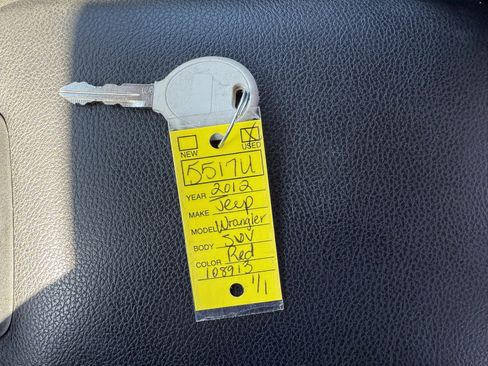 NEW USED
5517U
YEAR 2012
MAKE Jeep
MODEL Wrangler
BODY SUV
COLOR Red
108913
1/1